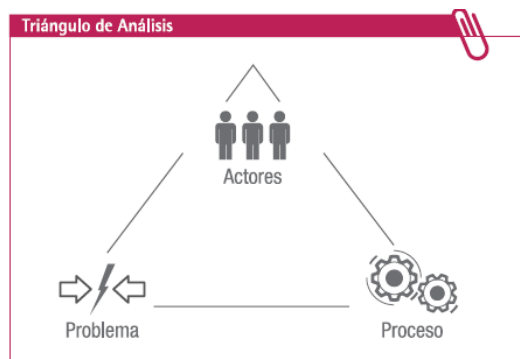 Triángulo de Análisis
Actores
Problema
Proceso